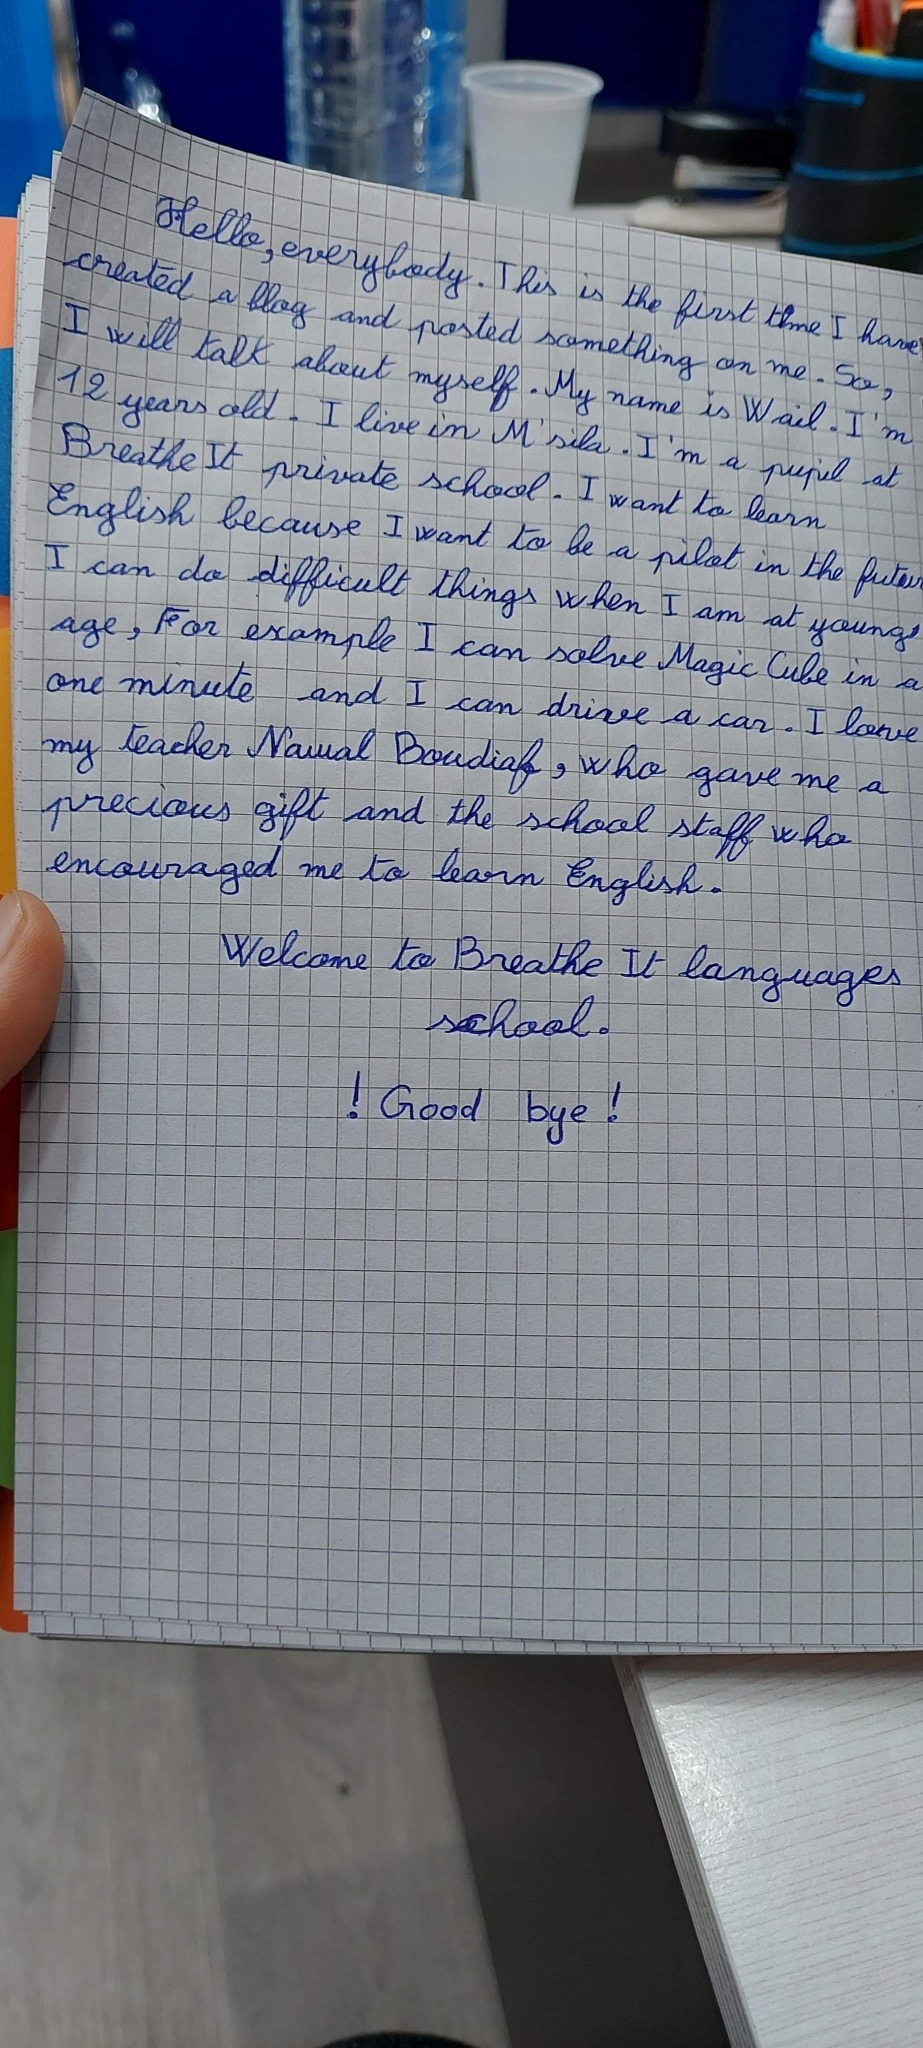 Hello, everybody. This is the first time I have
created a blog and posted something on me. So,
I will talk about myself. My name is Wail. I'm
12 years old. I live in M'sila. I'm a pupil at
Breathe It private school. I want to learn
English because I want to be a pilot in the
I can do difficult things when I am at young
age, For example I can solve Magic Cube in a
one minute and I can drive a car. I love
my teacher Nawal Boudiaf, who gave me a
precious gift and the school staff who
encouraged me to learn English.
Welcome to Breathe It languages
school.
! Good bye !